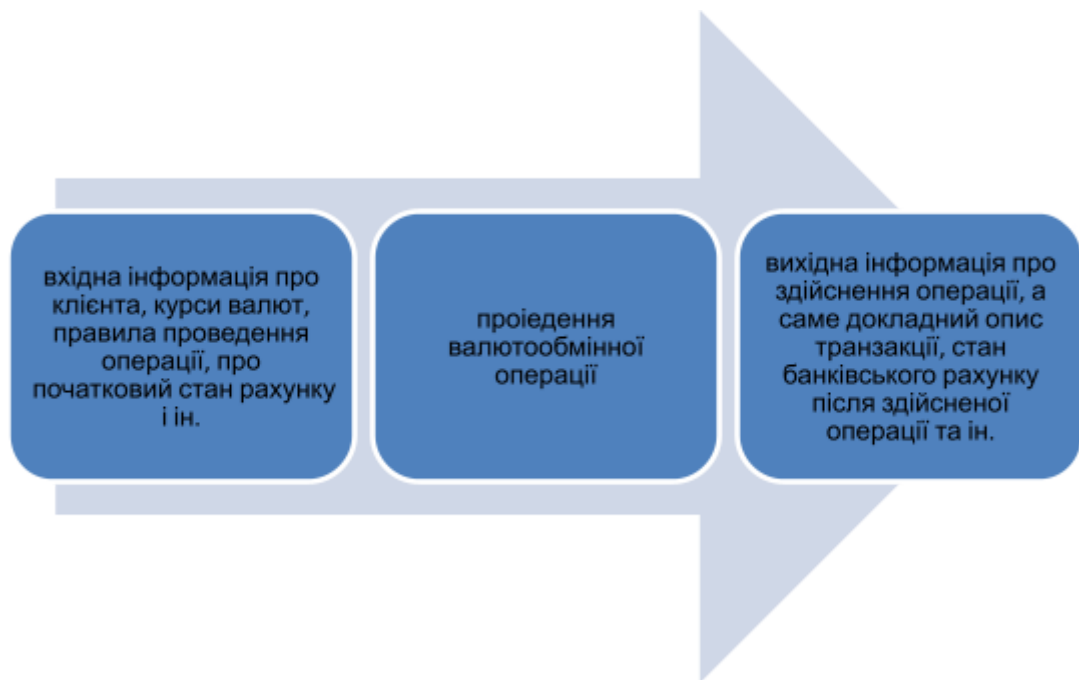 вхідна інформація про
клієнта, курси валют,
правила проведення
операції, про
початковий стан рахунку
і ін.
проіедення
валютообмінної
операції
вихідна інформація про
здійснення операції, а
саме докладний опис
транзакції, стан
банківського рахунку
після здійсненої
операції та ін.